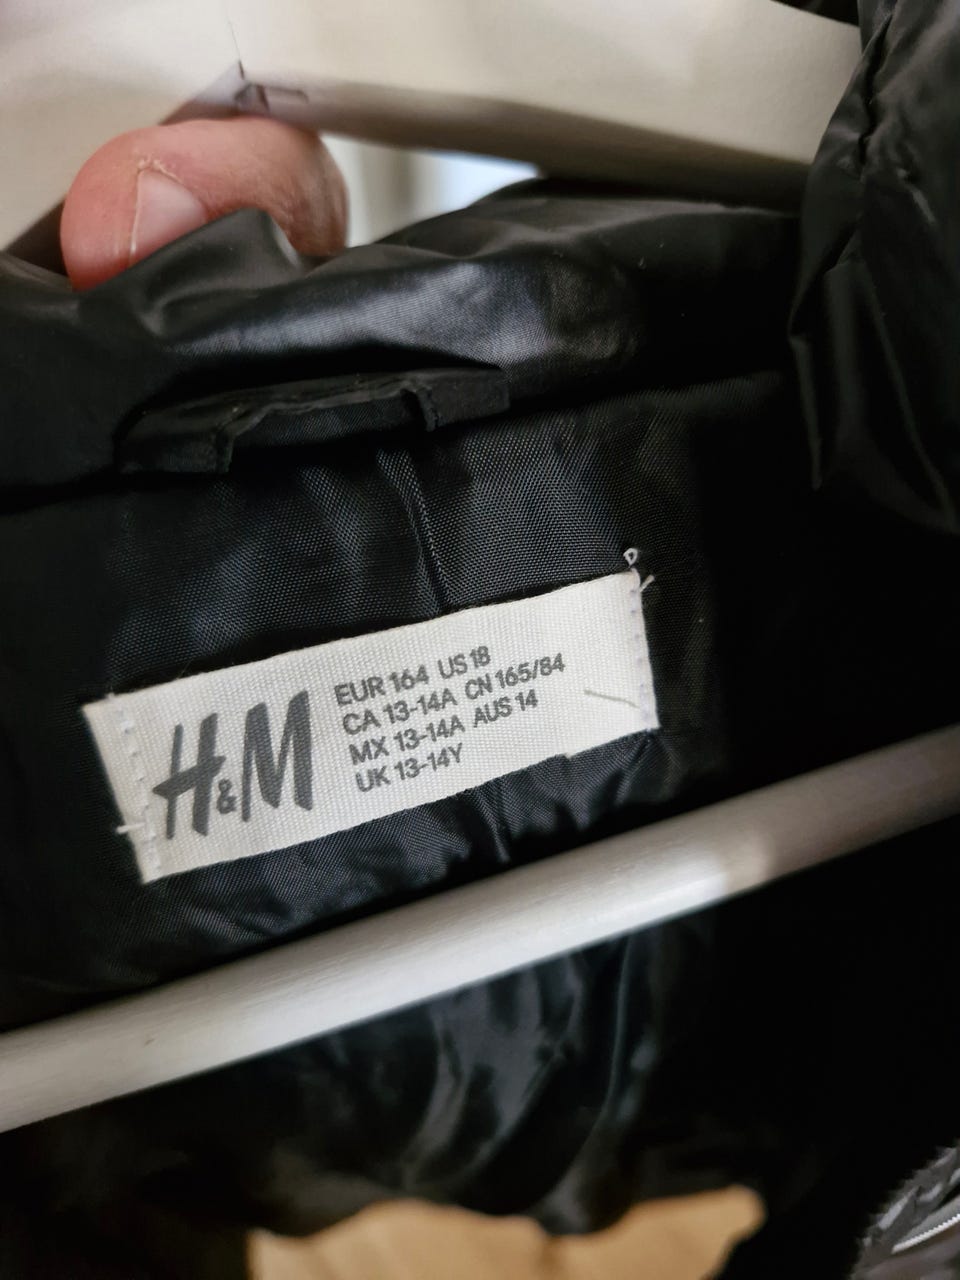 H&M
EUR 164 US 18
CA 13-14A CN 165/84
MX 13-14A AUS 14
UK 13-14Y